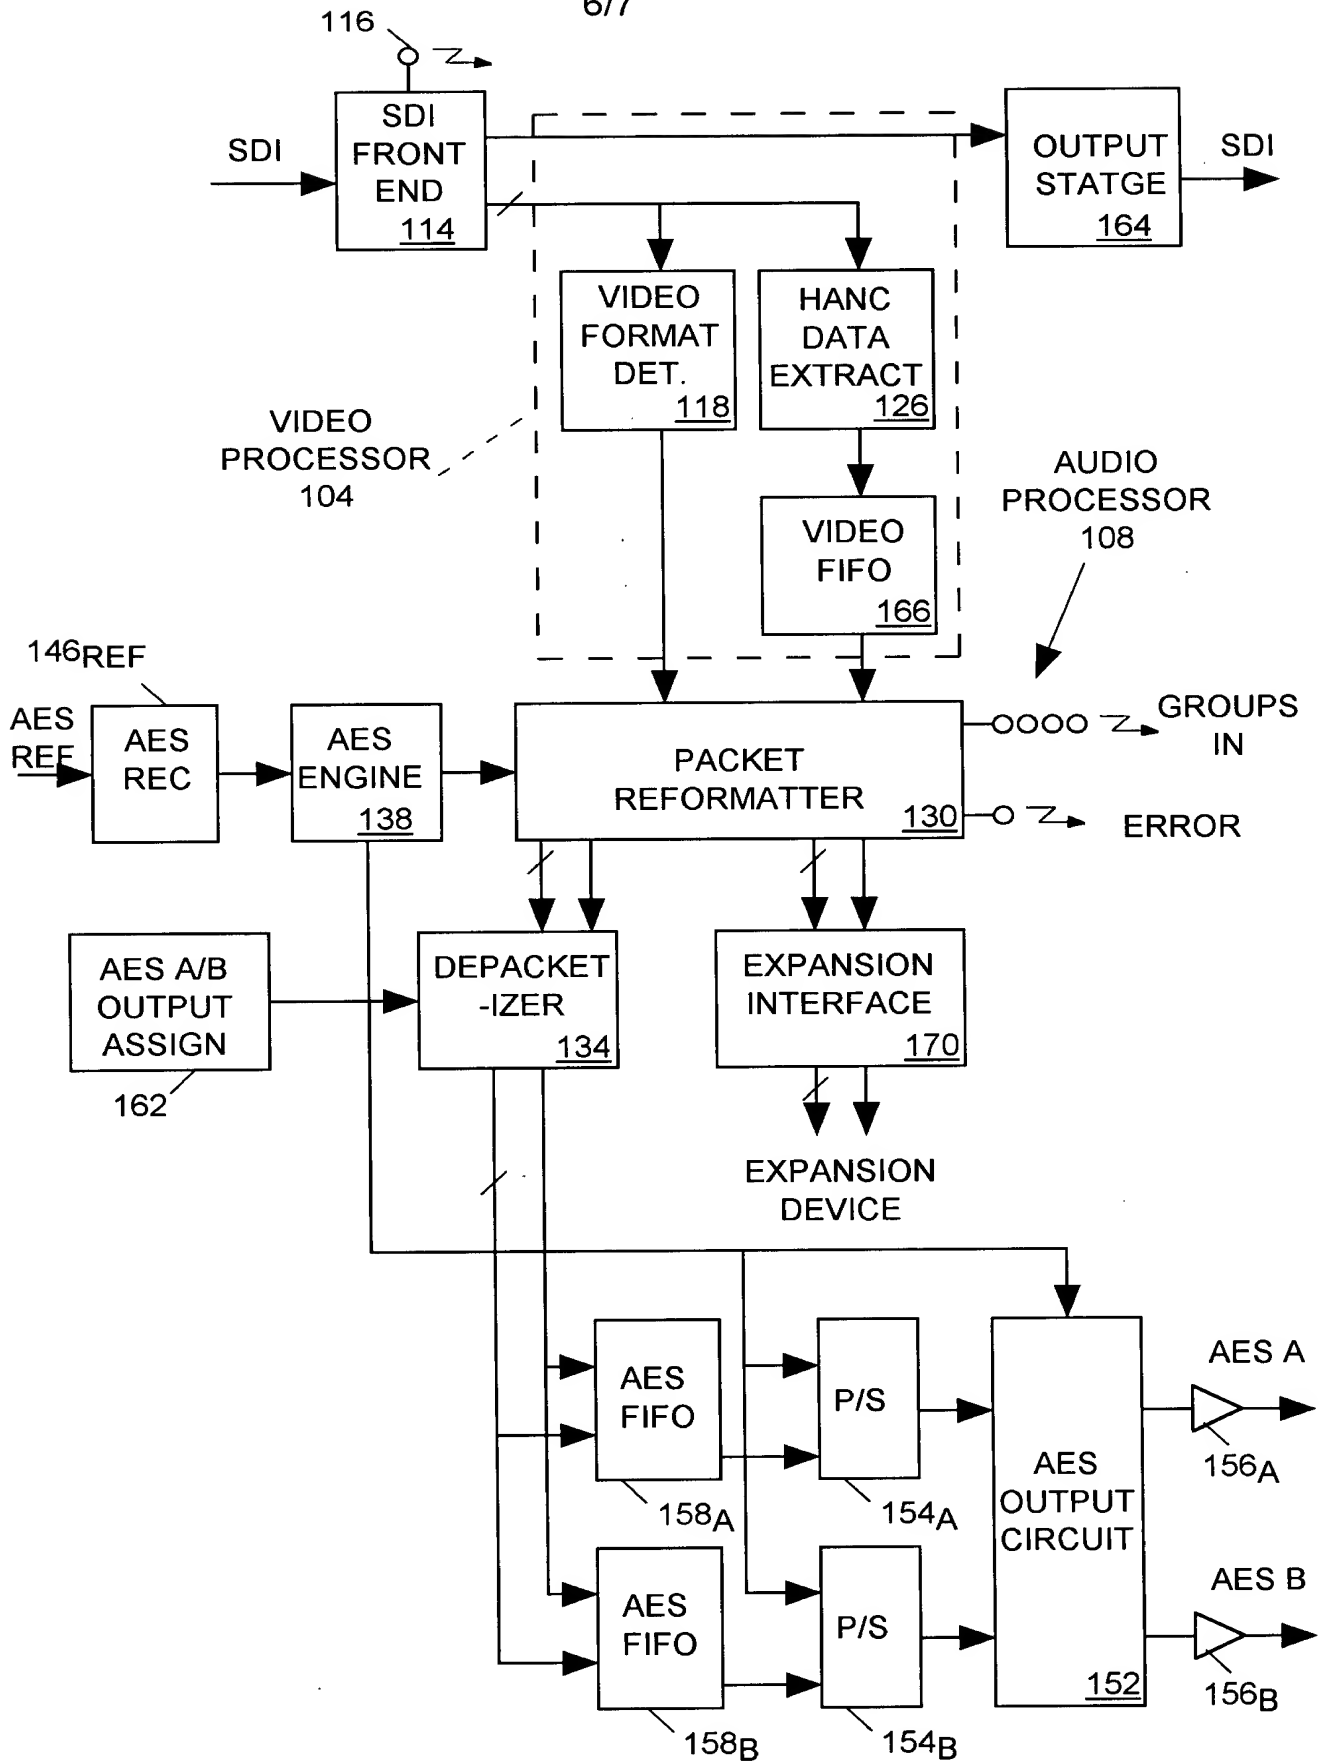 6/7
116
SDI
FRONT
END
114
SDI
OUTPUT
STATGE
164
SDI
VIDEO
FORMAT
DET.
118
HANC
DATA
EXTRACT
126
VIDEO
PROCESSOR
104
VIDEO
FIFO
166
AUDIO
PROCESSOR
108
146REF
AES
REF
AES
REC
AES
ENGINE
138
PACKET
REFORMATTER
130
GROUPS
IN
ERROR
AES A/B
OUTPUT
ASSIGN
162
DEPACKET
-IZER
134
EXPANSION
INTERFACE
170
EXPANSION
DEVICE
AES
FIFO
158A
P/S
154A
AES
OUTPUT
CIRCUIT
152
AES A
156A
AES
FIFO
158B
P/S
154B
AES B
156B